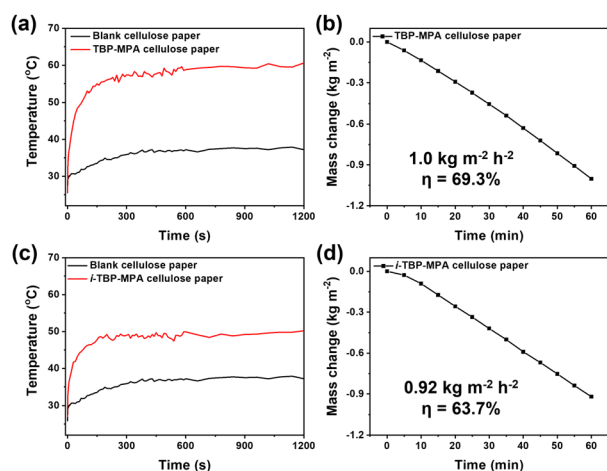 (a)
Blank cellulose paper
TBP-MPA cellulose paper
Temperature (°C)
70
60
50
40
30
0 300 600 900 1200
Time (s)
(b)
TBP-MPA cellulose paper
Mass change (kg m⁻²)
0.0
-0.3
-0.6
-0.9
-1.2
1.0 kg m⁻² h⁻²
η = 69.3%
0 10 20 30 40 50 60
Time (min)
(c)
Blank cellulose paper
i-TBP-MPA cellulose paper
Temperature (°C)
70
60
50
40
30
0 300 600 900 1200
Time (s)
(d)
i-TBP-MPA cellulose paper
Mass change (kg m⁻²)
0.0
-0.3
-0.6
-0.9
-1.2
0.92 kg m⁻² h⁻²
η = 63.7%
0 10 20 30 40 50 60
Time (min)